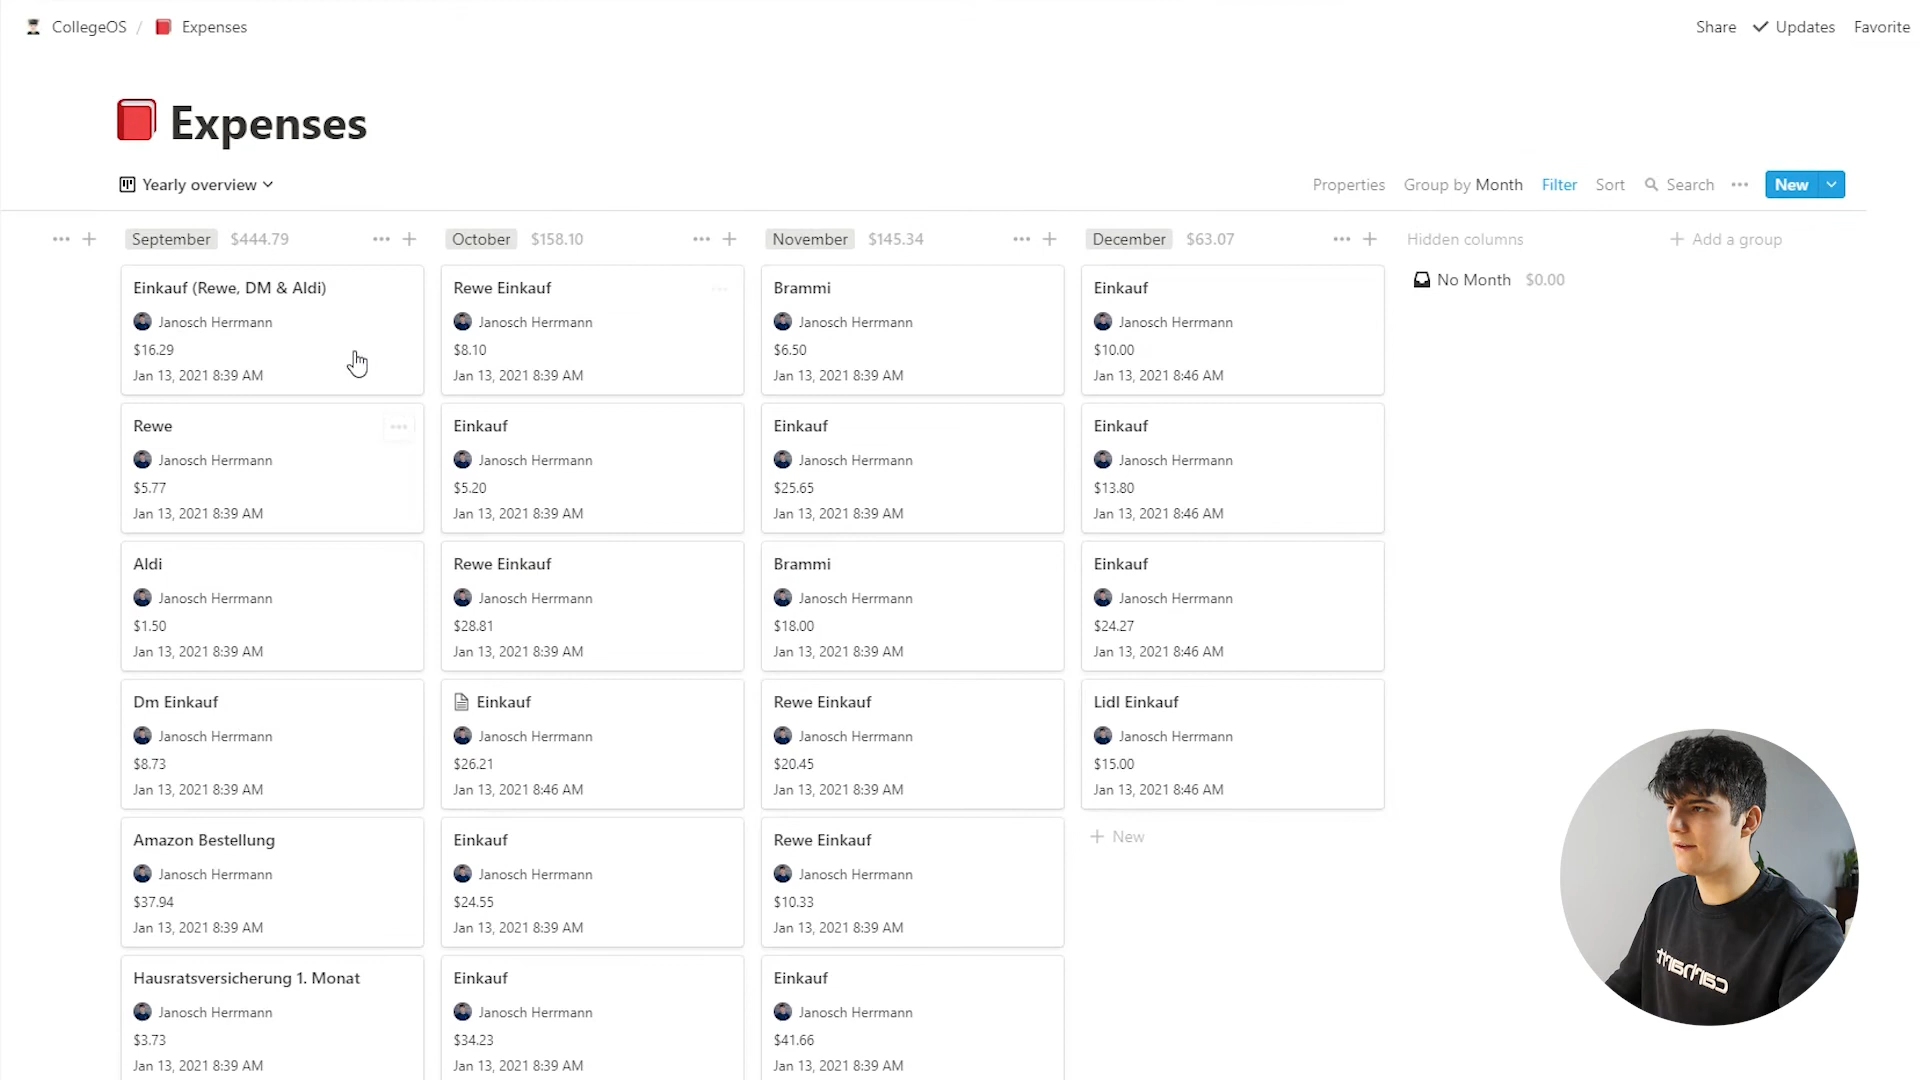 CollegeOS / Expenses
Share Updates Favorite
Expenses
Yearly overview
Properties Group by Month Filter Sort Search New
September $444.79
October $158.10
November $145.34
December $63.07
Hidden columns
Add a group
No Month $0.00
Einkauf (Rewe, DM & Aldi)
Janosch Herrmann
$16.29
Jan 13, 2021 8:39 AM
Rewe
Janosch Herrmann
$5.77
Jan 13, 2021 8:39 AM
Aldi
Janosch Herrmann
$1.50
Jan 13, 2021 8:39 AM
Dm Einkauf
Janosch Herrmann
$8.73
Jan 13, 2021 8:39 AM
Amazon Bestellung
Janosch Herrmann
$37.94
Jan 13, 2021 8:39 AM
Hausratsversicherung 1. Monat
Janosch Herrmann
$3.73
Jan 13, 2021 8:39 AM
Rewe Einkauf
Janosch Herrmann
$8.10
Jan 13, 2021 8:39 AM
Einkauf
Janosch Herrmann
$5.20
Jan 13, 2021 8:39 AM
Rewe Einkauf
Janosch Herrmann
$28.81
Jan 13, 2021 8:39 AM
Einkauf
Janosch Herrmann
$26.21
Jan 13, 2021 8:46 AM
Einkauf
Janosch Herrmann
$24.55
Jan 13, 2021 8:39 AM
Einkauf
Janosch Herrmann
$34.23
Jan 13, 2021 8:39 AM
Brammi
Janosch Herrmann
$6.50
Jan 13, 2021 8:39 AM
Einkauf
Janosch Herrmann
$25.65
Jan 13, 2021 8:39 AM
Brammi
Janosch Herrmann
$18.00
Jan 13, 2021 8:39 AM
Rewe Einkauf
Janosch Herrmann
$20.45
Jan 13, 2021 8:39 AM
Rewe Einkauf
Janosch Herrmann
$10.33
Jan 13, 2021 8:39 AM
Einkauf
Janosch Herrmann
$41.66
Jan 13, 2021 8:39 AM
Einkauf
Janosch Herrmann
$10.00
Jan 13, 2021 8:46 AM
Einkauf
Janosch Herrmann
$13.80
Jan 13, 2021 8:46 AM
Einkauf
Janosch Herrmann
$24.27
Jan 13, 2021 8:46 AM
Lidl Einkauf
Janosch Herrmann
$15.00
Jan 13, 2021 8:46 AM
New
carhartt